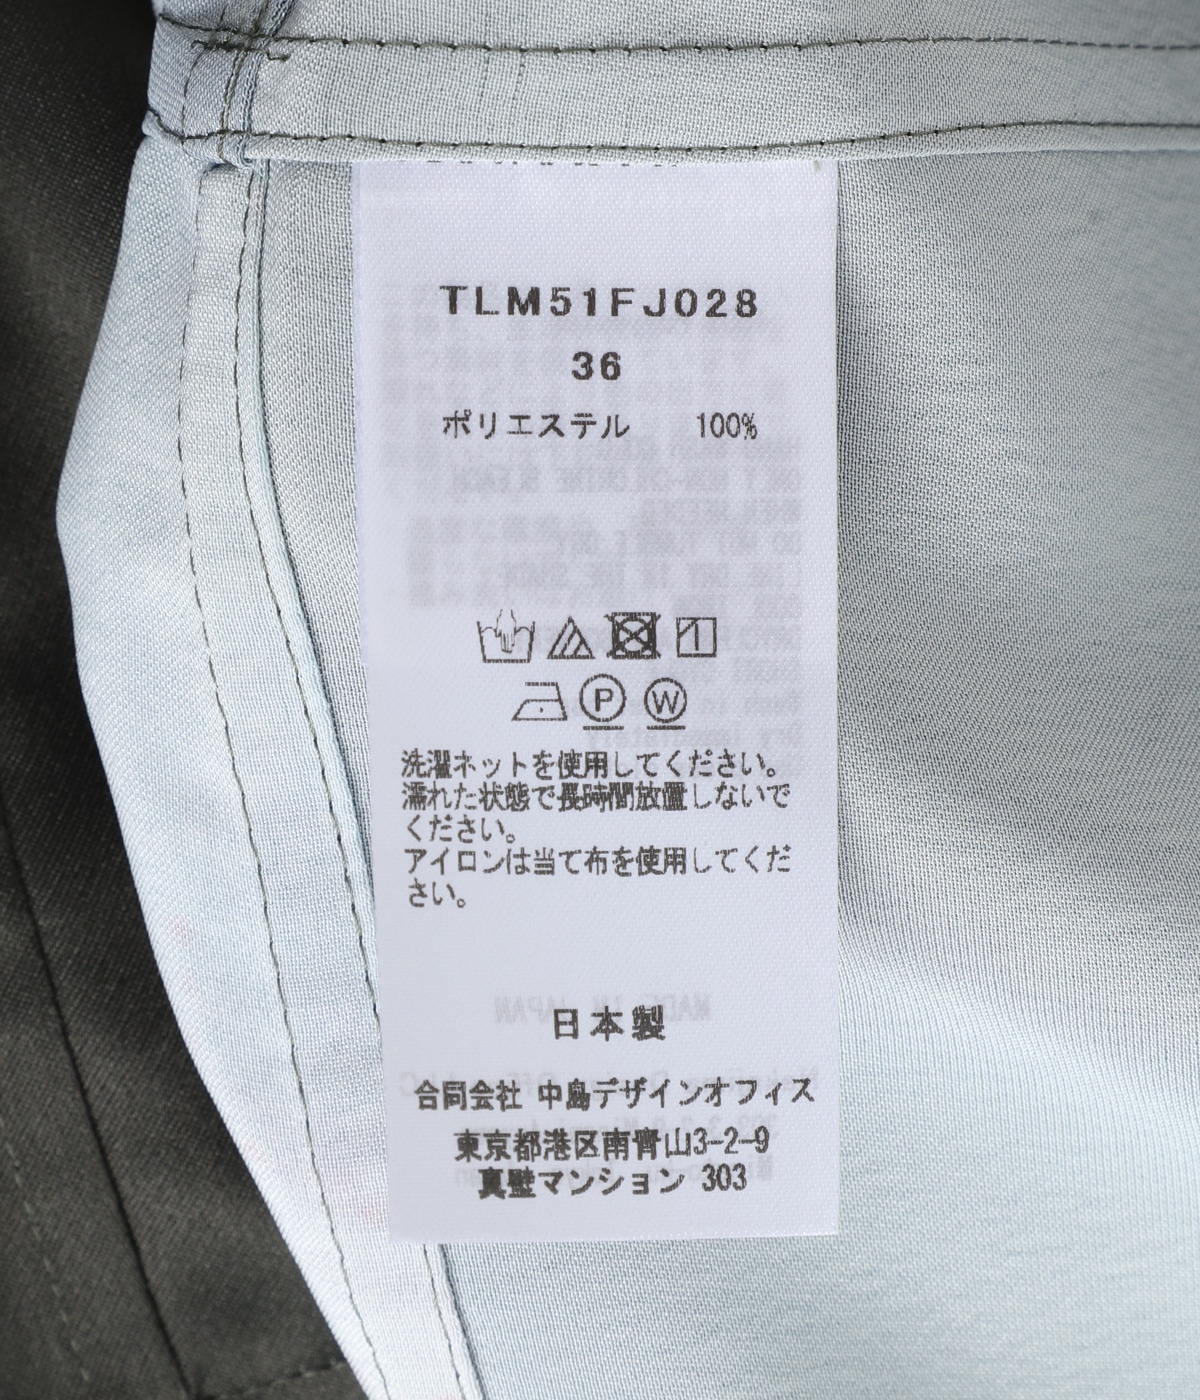 TLM51FJ028
36
ポリエステル 100%
P W
洗濯ネットを使用してください。
濡れた状態で長時間放置しないで
ください。
アイロンは当て布を使用してくだ
さい。
日本製
合同会社 中島デザインオフィス
東京都港区南青山3-2-9
真壁マンション 303